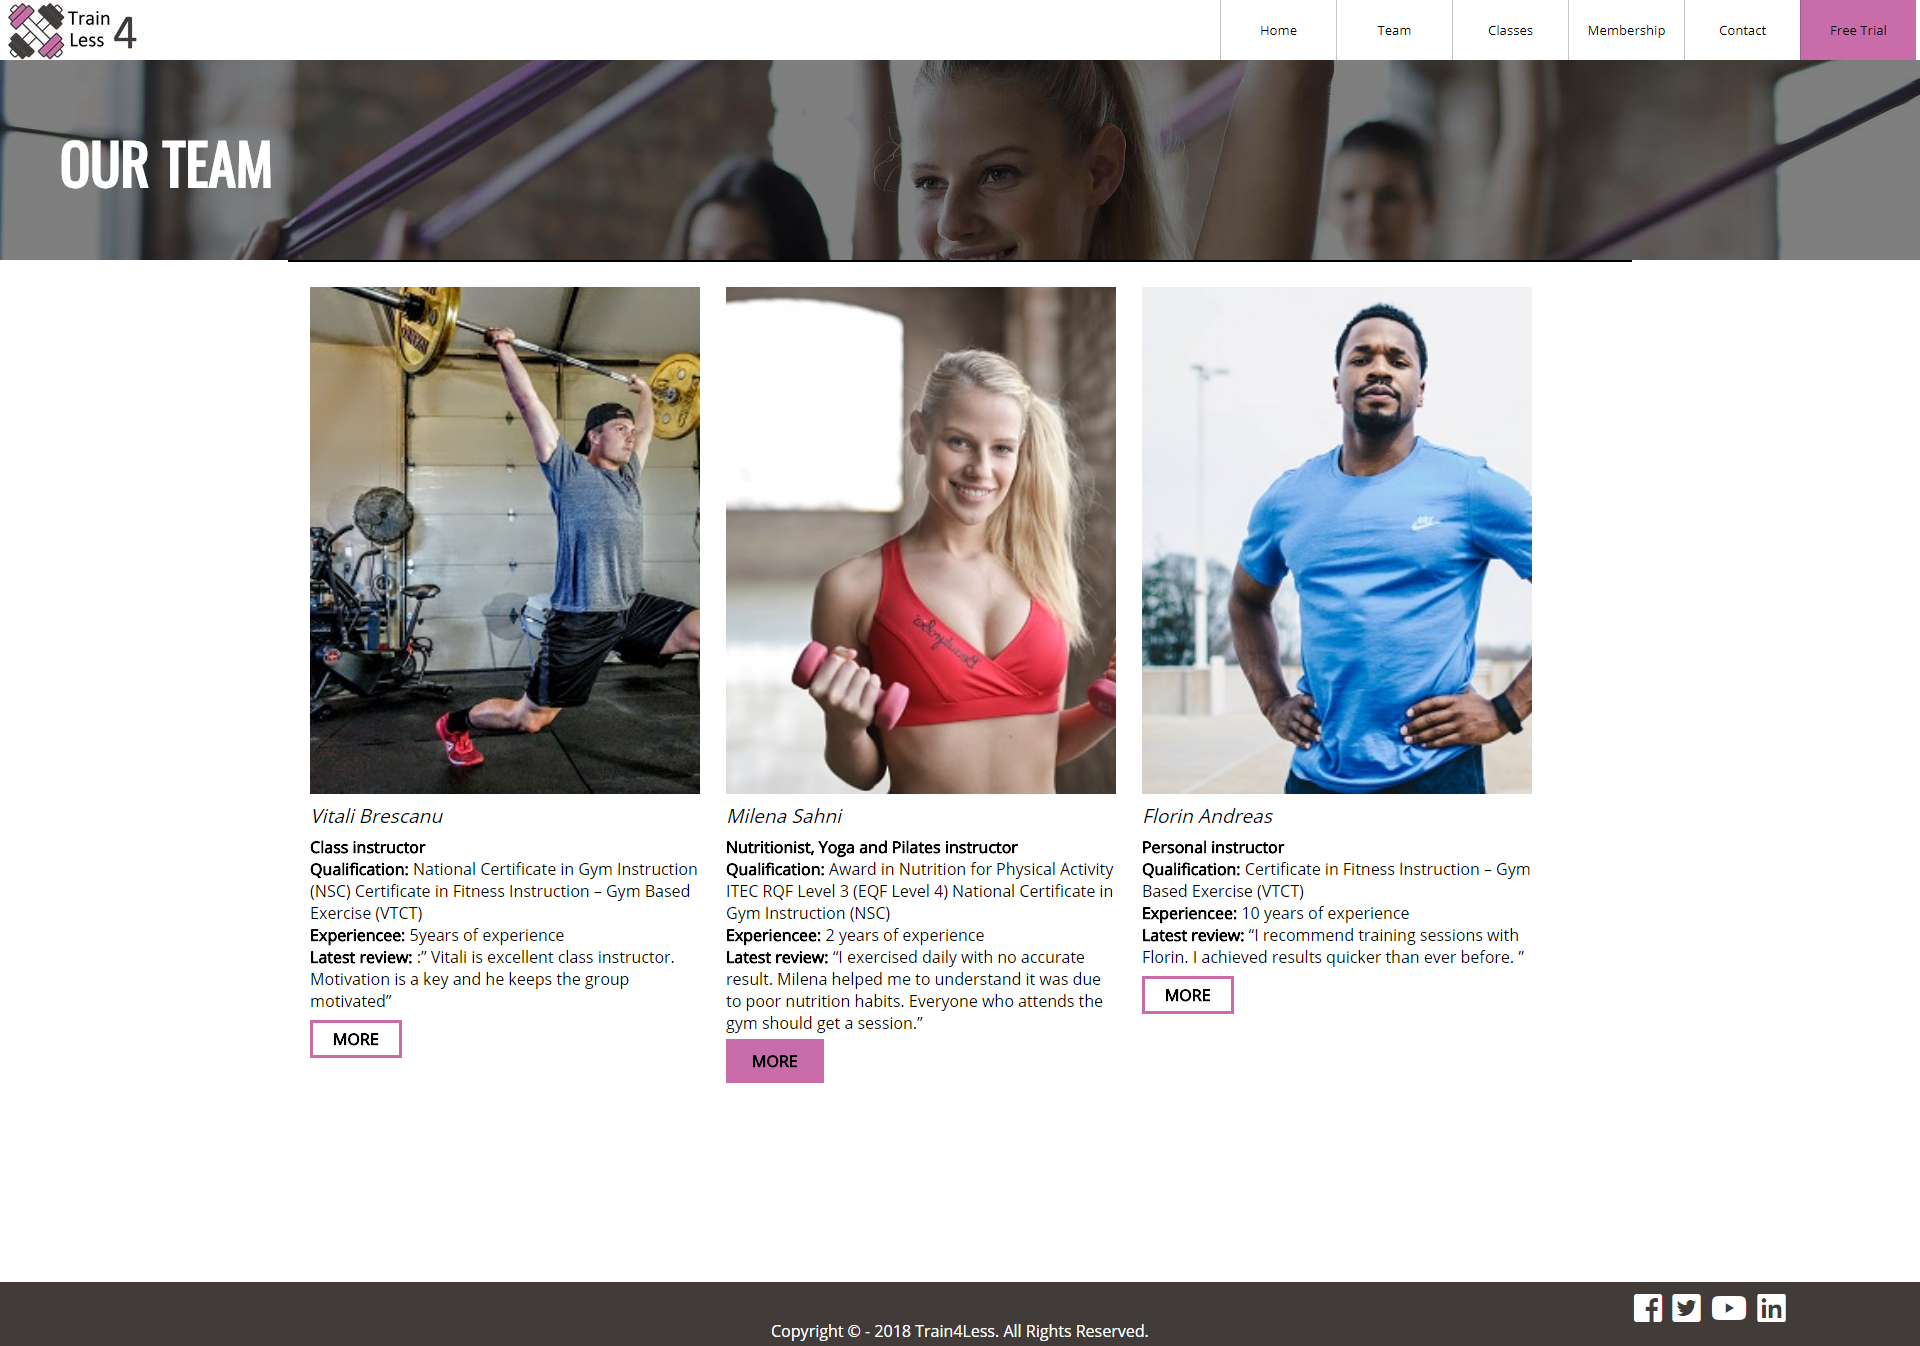 Train
Less 4
Home
Team
Classes
Membership
Contact
Free Trial
OUR TEAM
Vitali Brescanu
Class instructor
Qualification: National Certificate in Gym Instruction
(NSC) Certificate in Fitness Instruction – Gym Based
Exercise (VTCT)
Experiencee: 5years of experience
Latest review: :” Vitali is excellent class instructor.
Motivation is a key and he keeps the group
motivated”
MORE
Milena Sahni
Nutritionist, Yoga and Pilates instructor
Qualification: Award in Nutrition for Physical Activity
ITEC RQF Level 3 (EQF Level 4) National Certificate in
Gym Instruction (NSC)
Experiencee: 2 years of experience
Latest review: “I exercised daily with no accurate
result. Milena helped me to understand it was due
to poor nutrition habits. Everyone who attends the
gym should get a session.”
MORE
Florin Andreas
Personal instructor
Qualification: Certificate in Fitness Instruction – Gym
Based Exercise (VTCT)
Experiencee: 10 years of experience
Latest review: “I recommend training sessions with
Florin. I achieved results quicker than ever before. ”
MORE
Copyright © - 2018 Train4Less. All Rights Reserved.